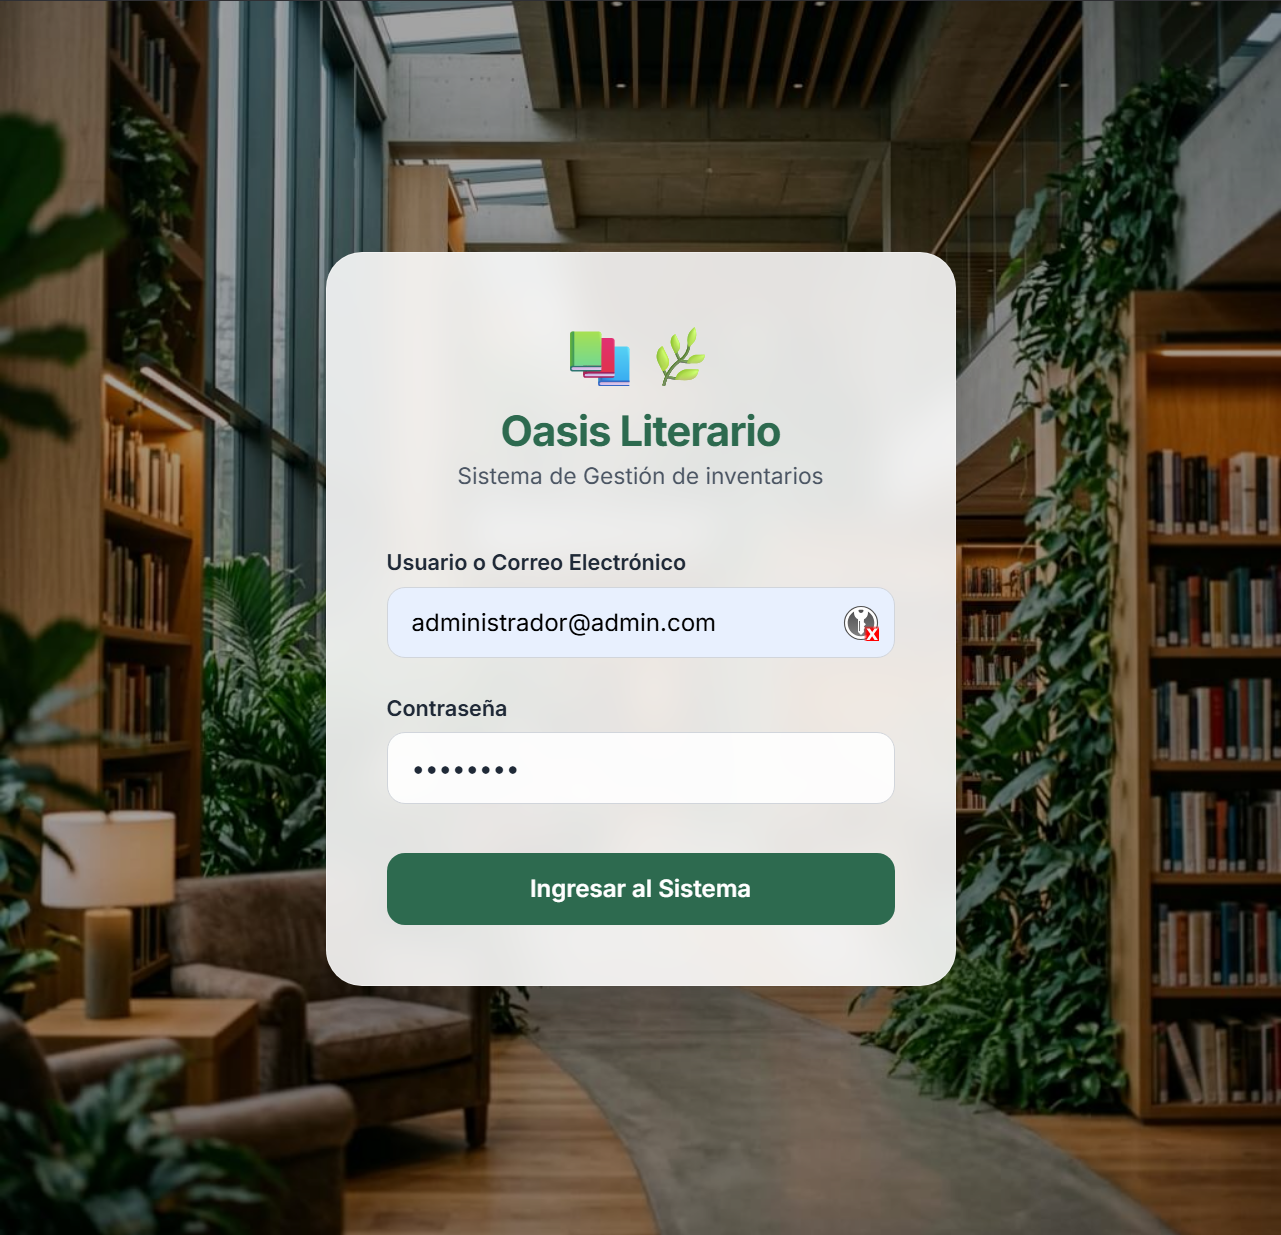 Oasis Literario
Sistema de Gestión de inventarios
Usuario o Correo Electrónico
administrador@admin.com
Contraseña
••••••••
Ingresar al Sistema